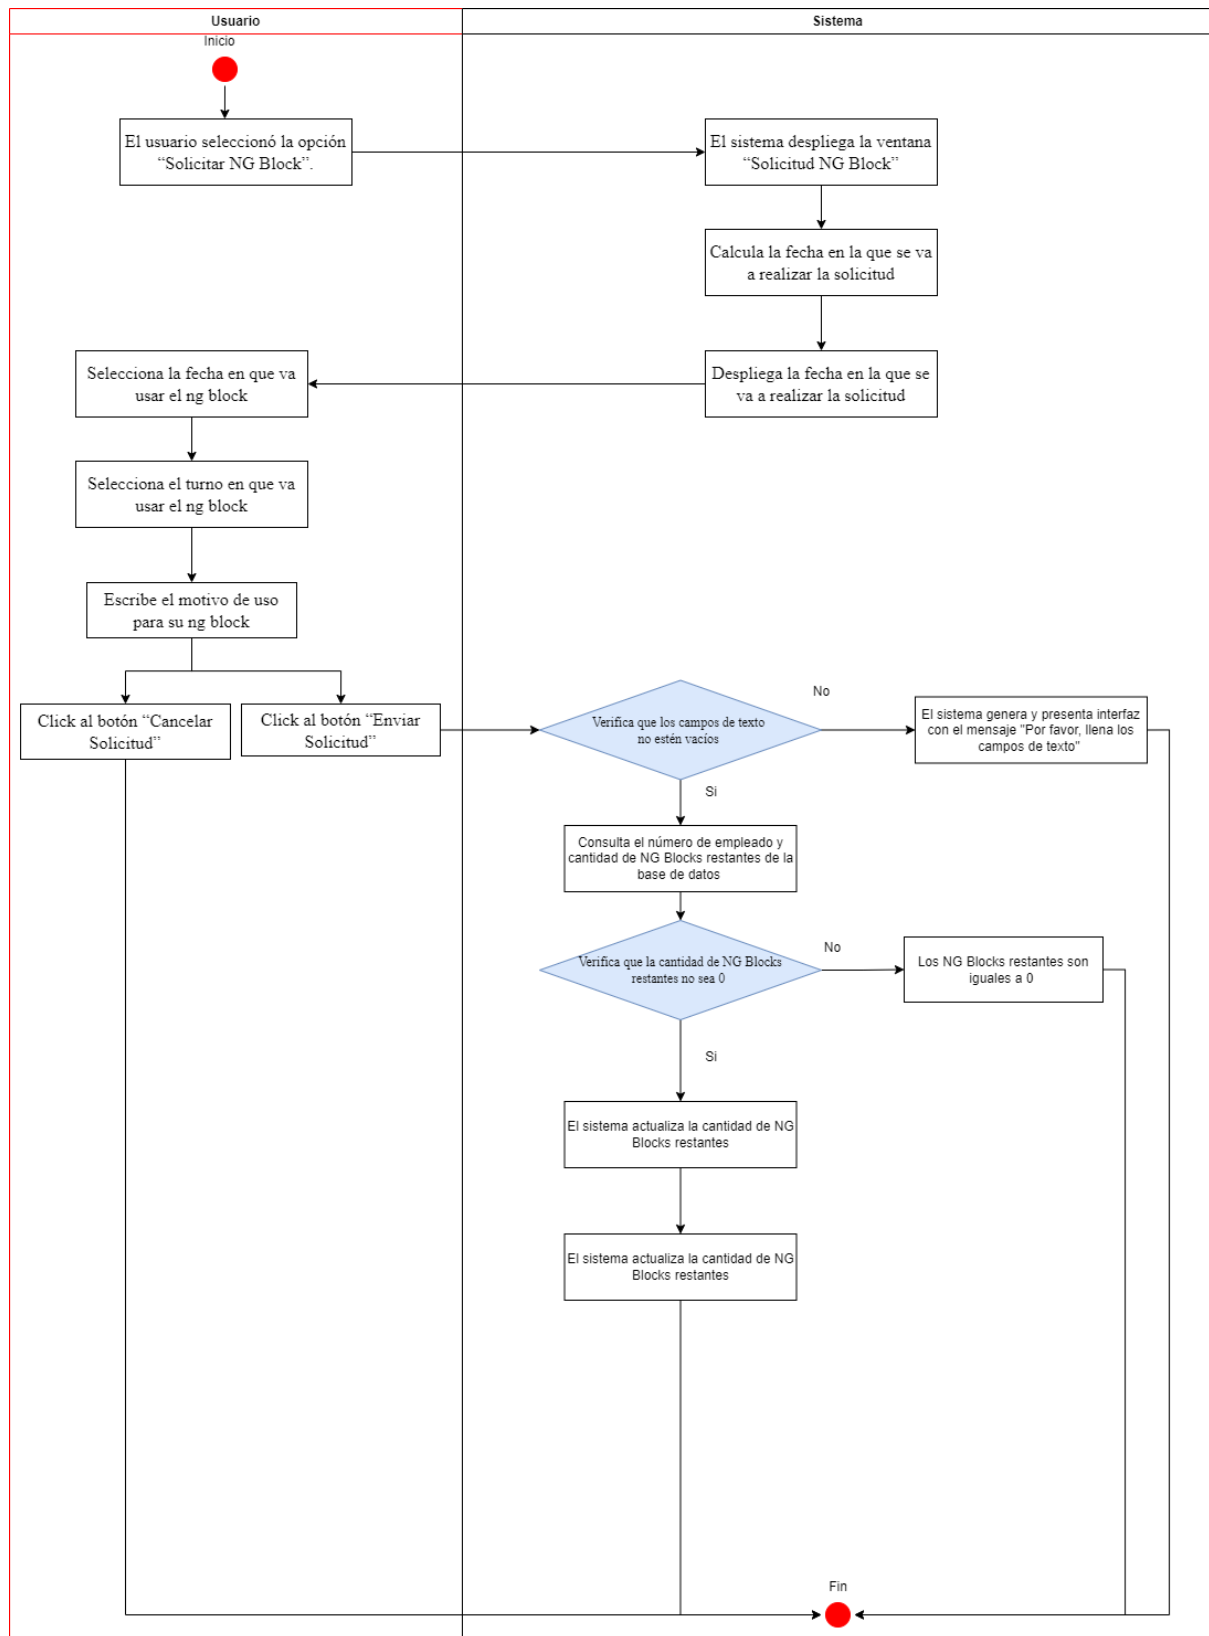 Usuario
Sistema
Inicio
El usuario seleccionó la opción
“Solicitar NG Block”.
El sistema despliega la ventana
“Solicitud NG Block”
Calcula la fecha en la que se va
a realizar la solicitud
Selecciona la fecha en que va
usar el ng block
Despliega la fecha en la que se
va a realizar la solicitud
Selecciona el turno en que va
usar el ng block
Escribe el motivo de uso
para su ng block
Click al botón “Cancelar
Solicitud”
Click al botón “Enviar
Solicitud”
Verifica que los campos de texto
no estén vacíos
No
El sistema genera y presenta interfaz
con el mensaje "Por favor, llena los
campos de texto"
Si
Consulta el número de empleado y
cantidad de NG Blocks restantes de la
base de datos
Verifica que la cantidad de NG Blocks
restantes no sea 0
No
Los NG Blocks restantes son
iguales a 0
Si
El sistema actualiza la cantidad de NG
Blocks restantes
El sistema actualiza la cantidad de NG
Blocks restantes
Fin